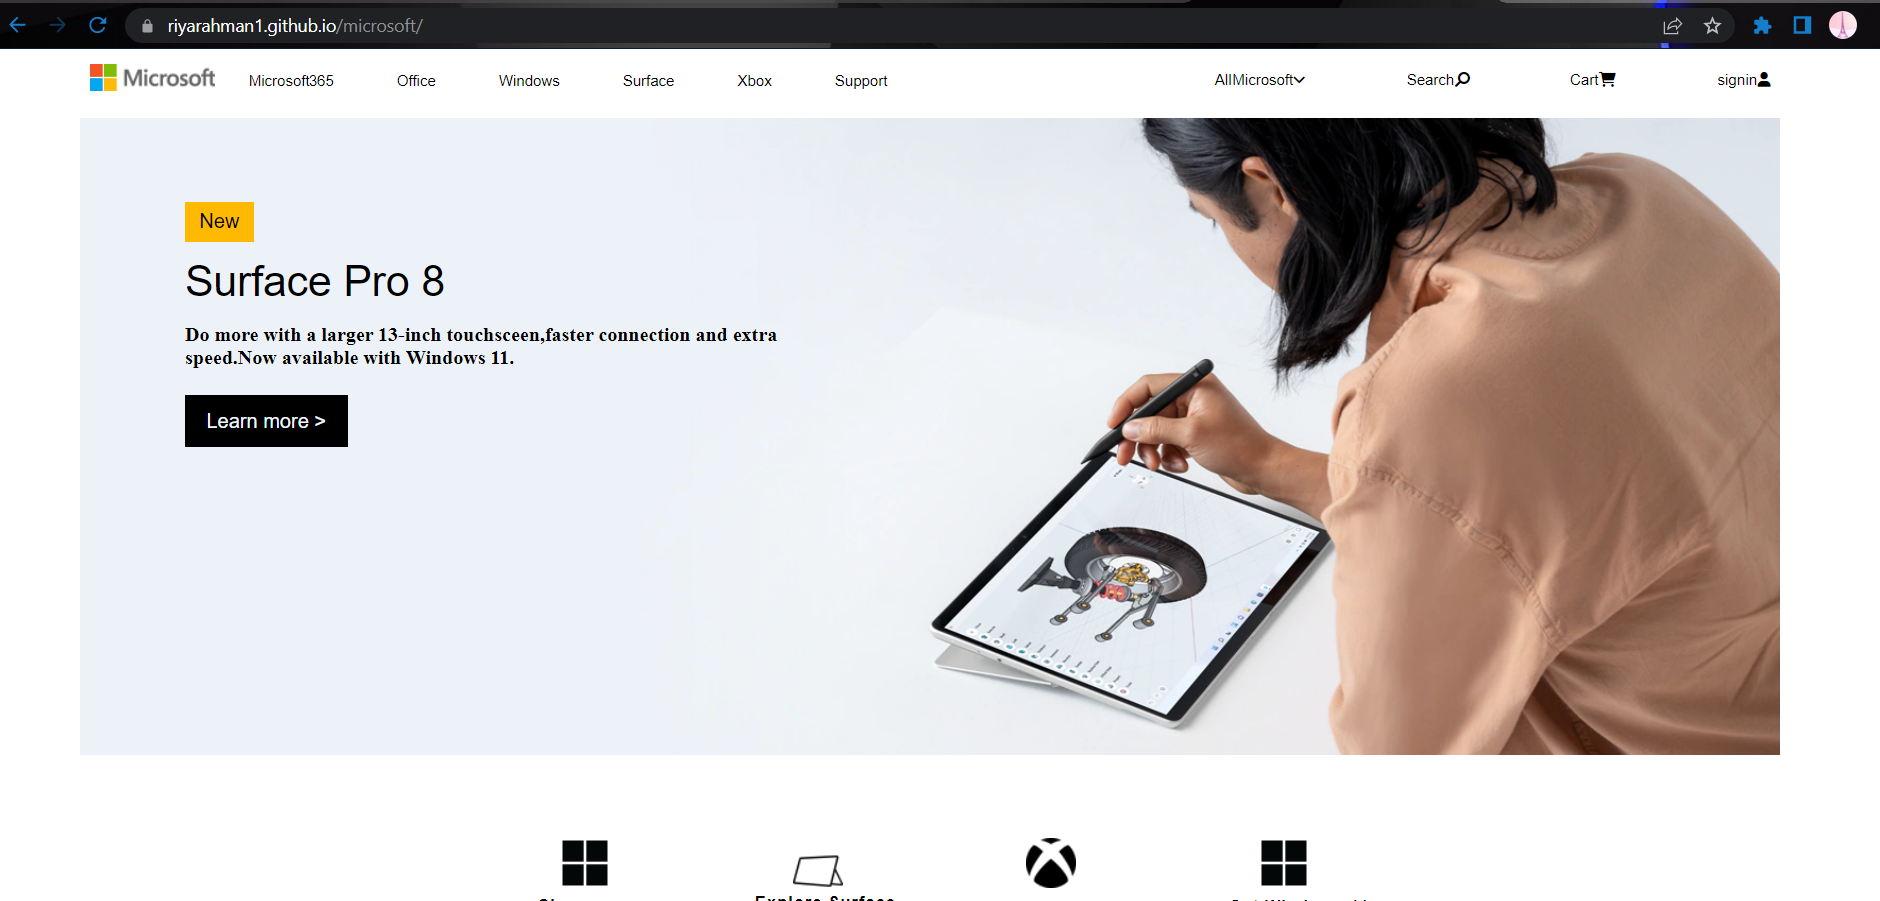 riyarahman1.github.io/microsoft/
Microsoft Microsoft365 Office Windows Surface Xbox Support AllMicrosoft Search Cart signin
New
Surface Pro 8
Do more with a larger 13-inch touchsceen,faster connection and extra
speed.Now available with Windows 11.
Learn more >
Explore Surface